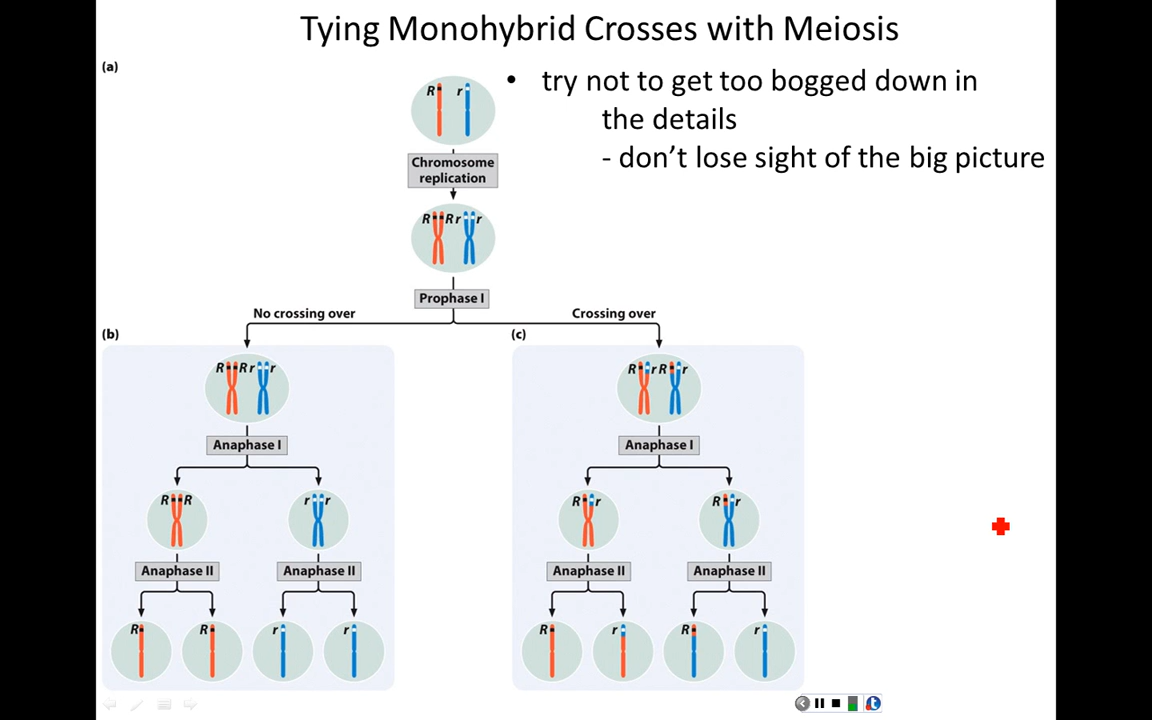 Tying Monohybrid Crosses with Meiosis
(a)
• try not to get too bogged down in
the details
- don’t lose sight of the big picture
R r
Chromosome
replication
R R r r
Prophase I
No crossing over
Crossing over
(b)
R R r r
Anaphase I
R R
r r
Anaphase II
Anaphase II
R
R
r
r
(c)
R r R r
Anaphase I
R r
R r
Anaphase II
Anaphase II
R
r
R
r